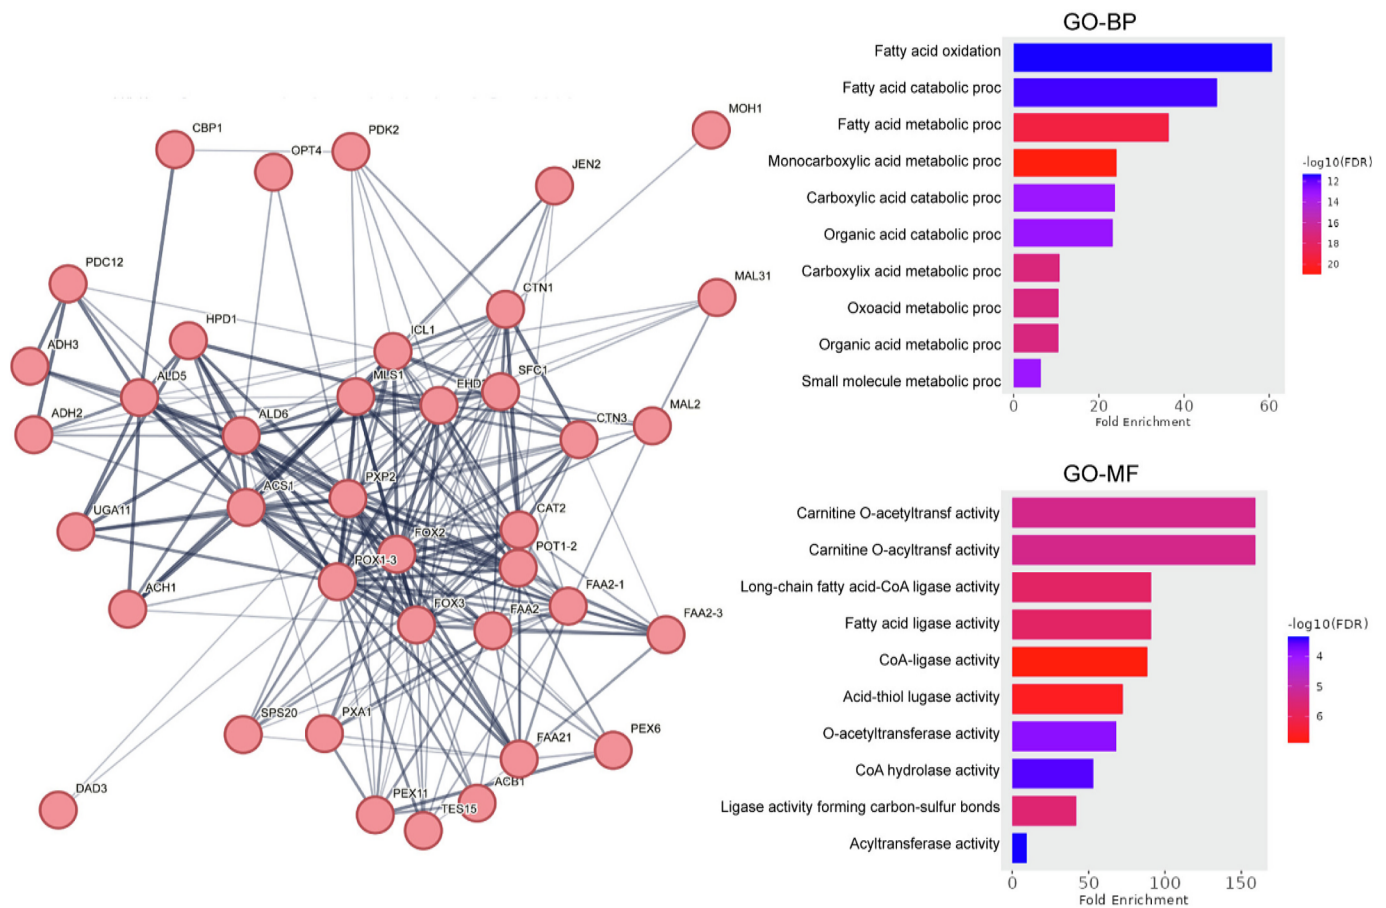 CBP1
OPT4
PDK2
MOH1
JEN2
PDC12
MAL31
CTN1
HPD1
ICL1
ADH3
ALD5
MLS1
EHD
SFC1
ADH2
ALD6
CTN3
MAL2
ACS1
PXP2
UGA11
CAT2
FOX2
POT1-2
POX1-3
ACH1
FOX3
FAA2
FAA2-1
FAA2-3
SPS20
PXA1
FAA21
PEX6
DAD3
PEX11
TES15
ACB1
GO-BP
Fatty acid oxidation
Fatty acid catabolic proc
Fatty acid metabolic proc
Monocarboxylic acid metabolic proc
Carboxylic acid catabolic proc
Organic acid catabolic proc
Carboxylix acid metabolic proc
Oxoacid metabolic proc
Organic acid metabolic proc
Small molecule metabolic proc
0 20 40 60
Fold Enrichment
-log10(FDR)
12
14
16
18
20
GO-MF
Carnitine O-acetyltransf activity
Carnitine O-acyltransf activity
Long-chain fatty acid-CoA ligase activity
Fatty acid ligase activity
CoA-ligase activity
Acid-thiol lugase activity
O-acetyltransferase activity
CoA hydrolase activity
Ligase activity forming carbon-sulfur bonds
Acyltransferase activity
0 50 100 150
Fold Enrichment
-log10(FDR)
4
5
6